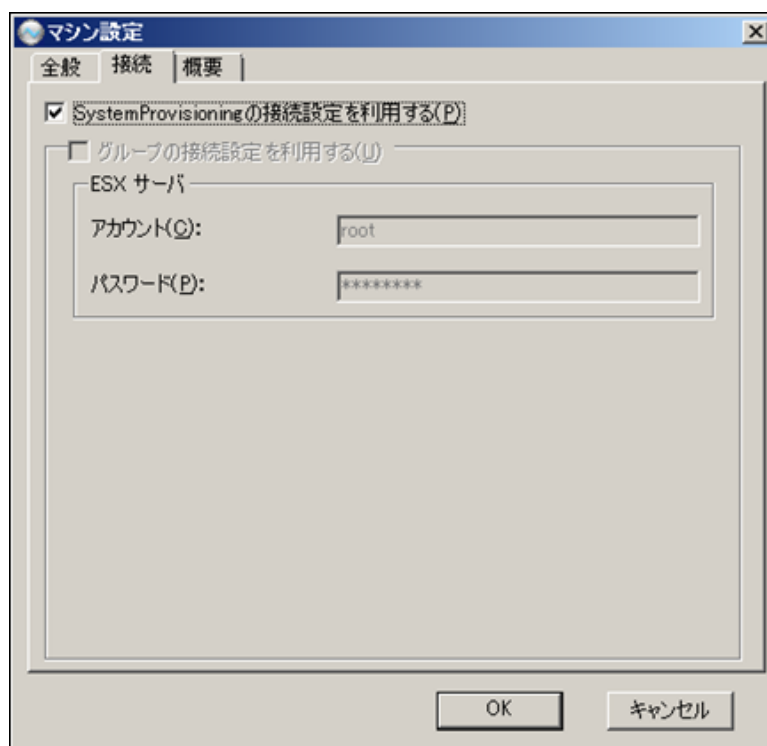 マシン設定
全般 接続 概要
SystemProvisioningの接続設定を利用する(P)
グループの接続設定を利用する(U)
ESX サーバ
アカウント(C): root
パスワード(P): ********
OK キャンセル